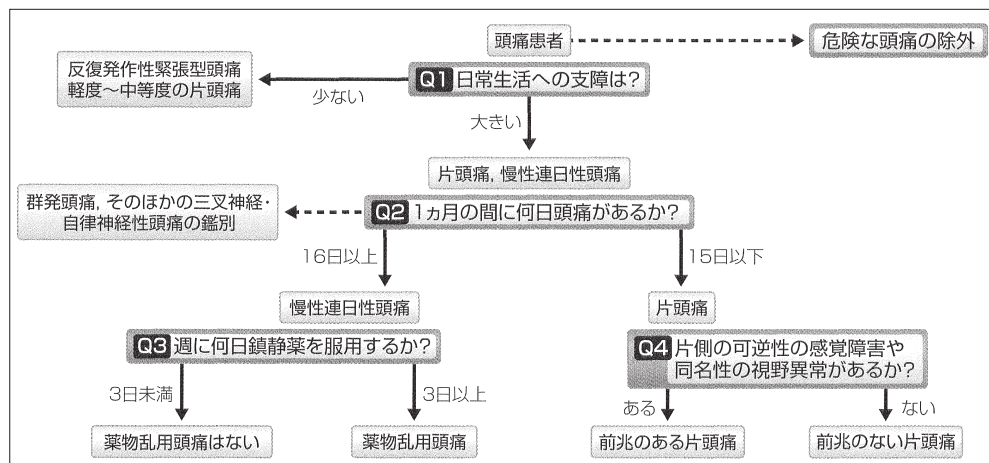 頭痛患者
危険な頭痛の除外
反復発作性緊張型頭痛
軽度～中等度の片頭痛
少ない
Q1 日常生活への支障は？
大きい
片頭痛，慢性連日性頭痛
群発頭痛，そのほかの三叉神経・
自律神経性頭痛の鑑別
Q2 1ヵ月の間に何日頭痛があるか？
16日以上
15日以下
慢性連日性頭痛
片頭痛
Q3 週に何日鎮静薬を服用するか？
Q4 片側の可逆性の感覚障害や
同名性の視野異常があるか？
3日未満
3日以上
ある
ない
薬物乱用頭痛はない
薬物乱用頭痛
前兆のある片頭痛
前兆のない片頭痛